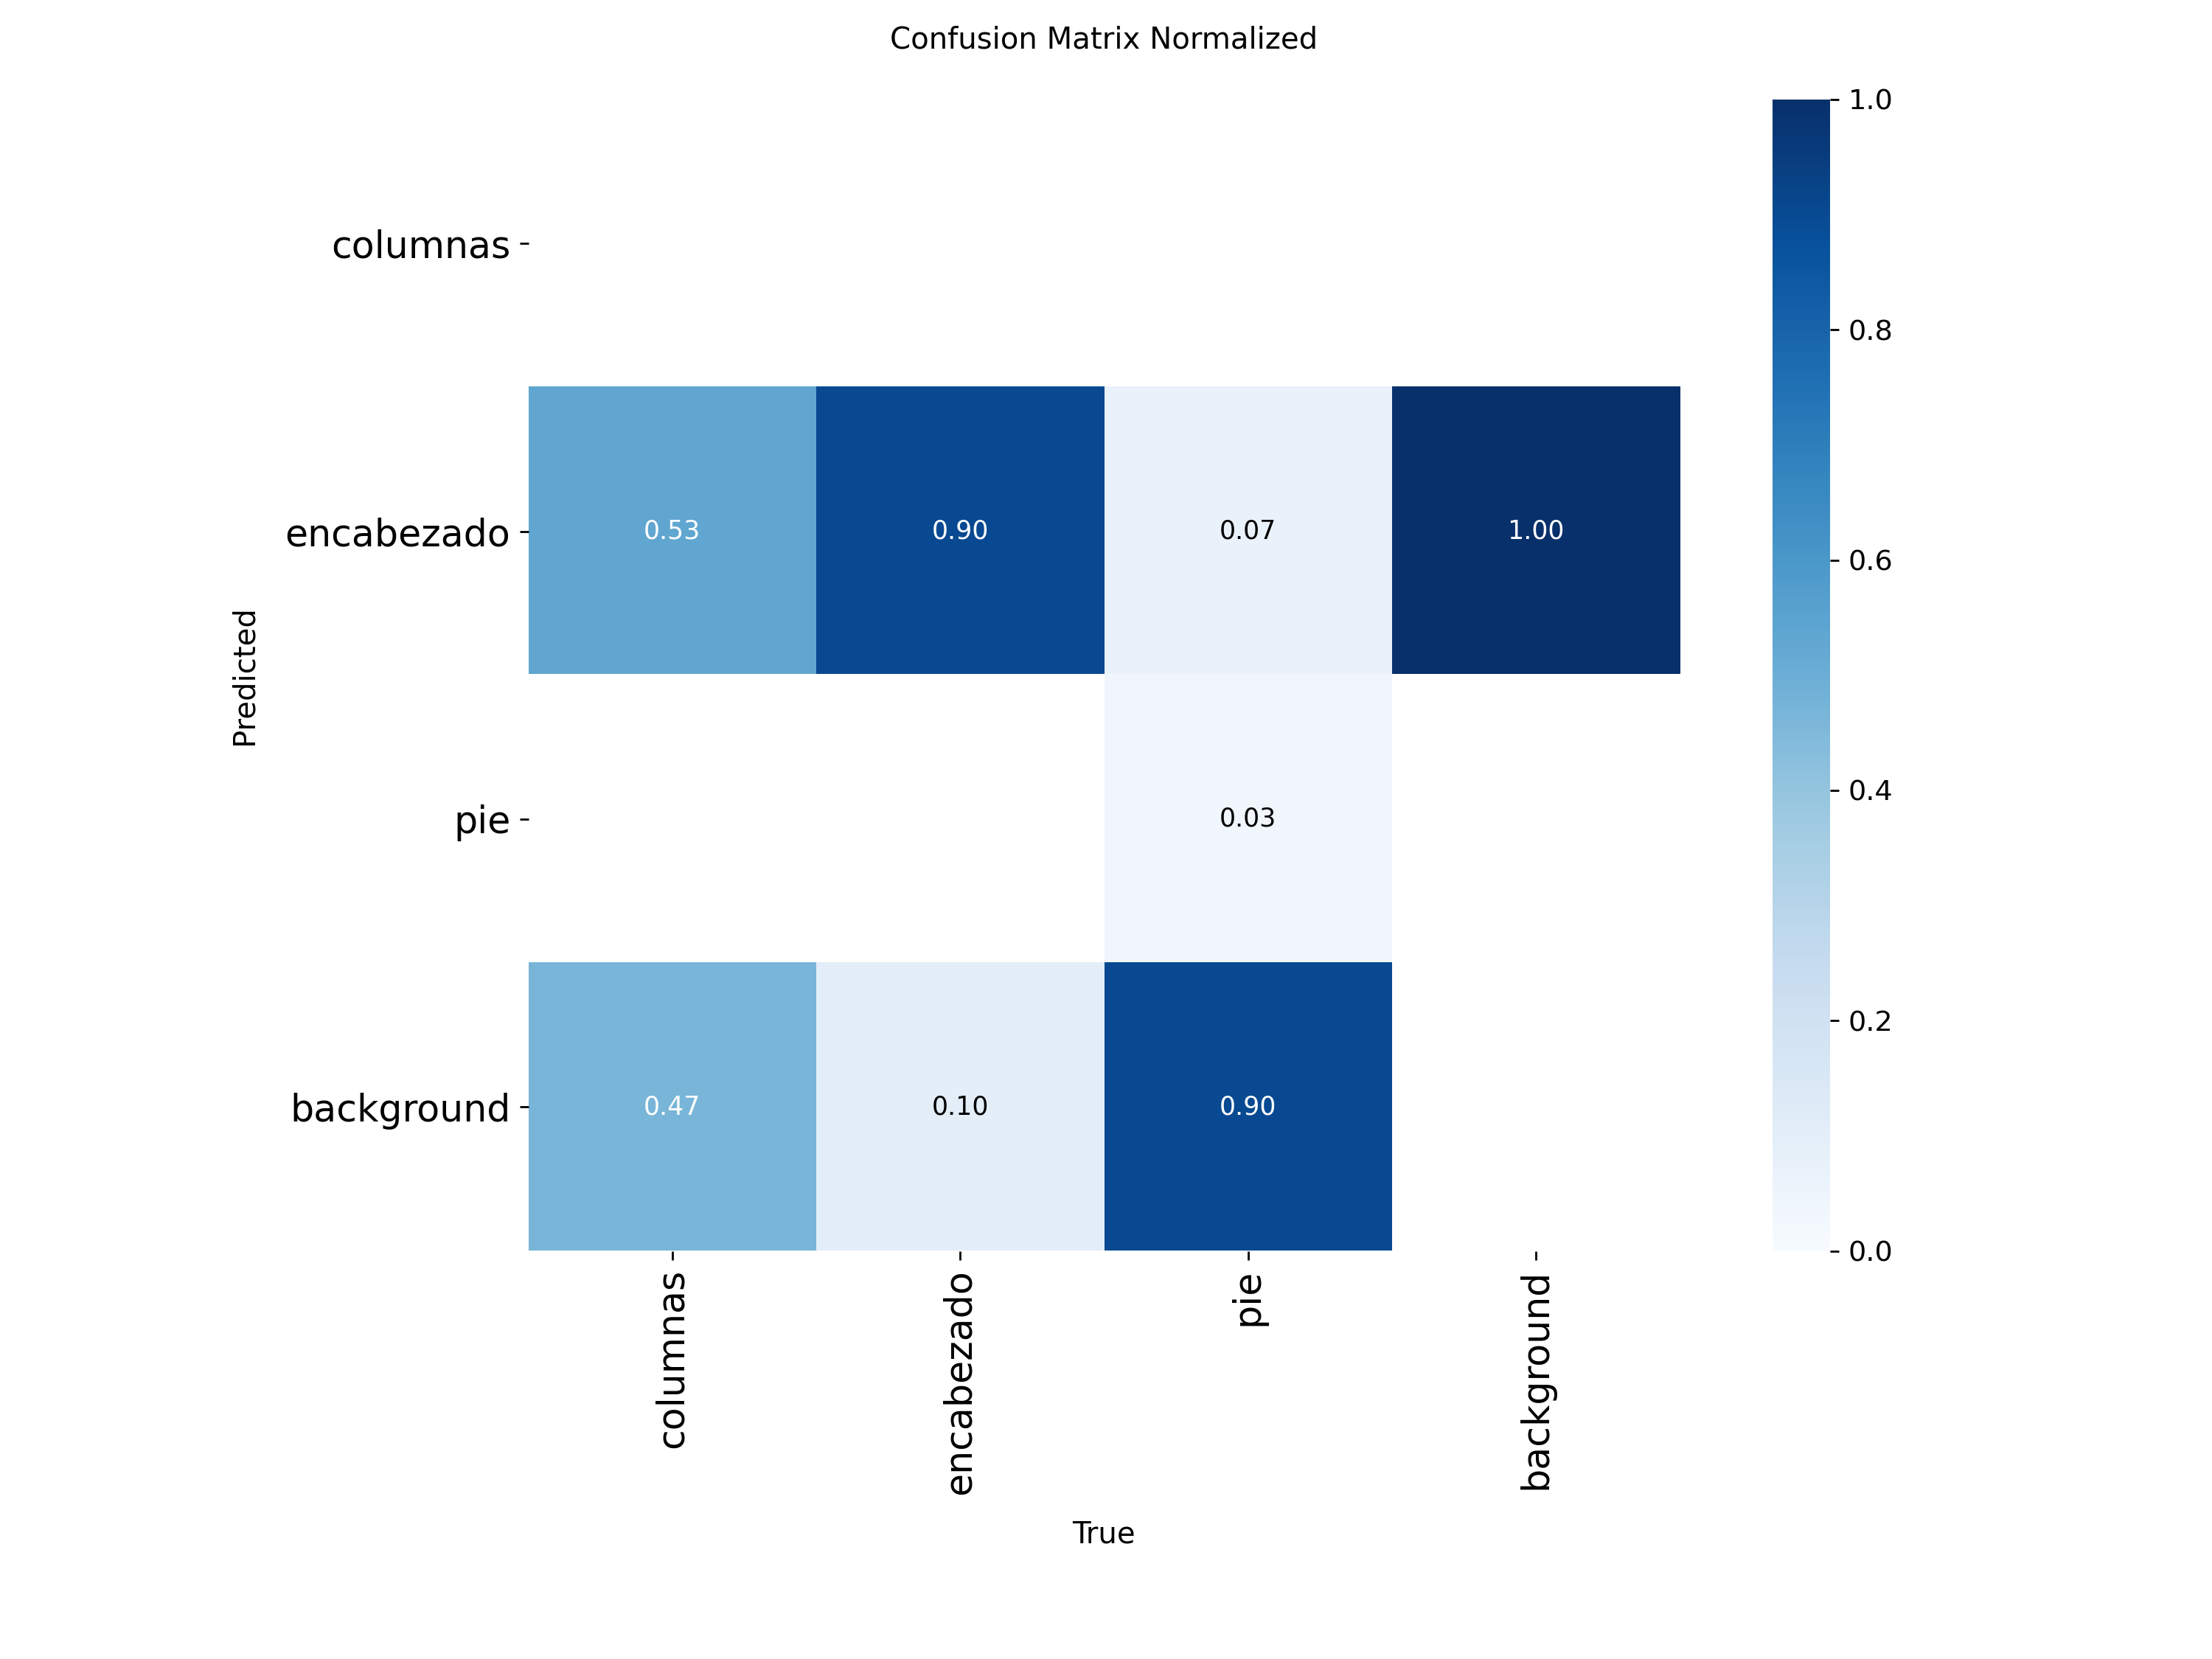 Confusion Matrix Normalized
columnas
encabezado
pie
background
Predicted
0.53 0.90 0.07 1.00
0.03
0.47 0.10 0.90
columnas
encabezado
pie
background
True
1.0
0.8
0.6
0.4
0.2
0.0